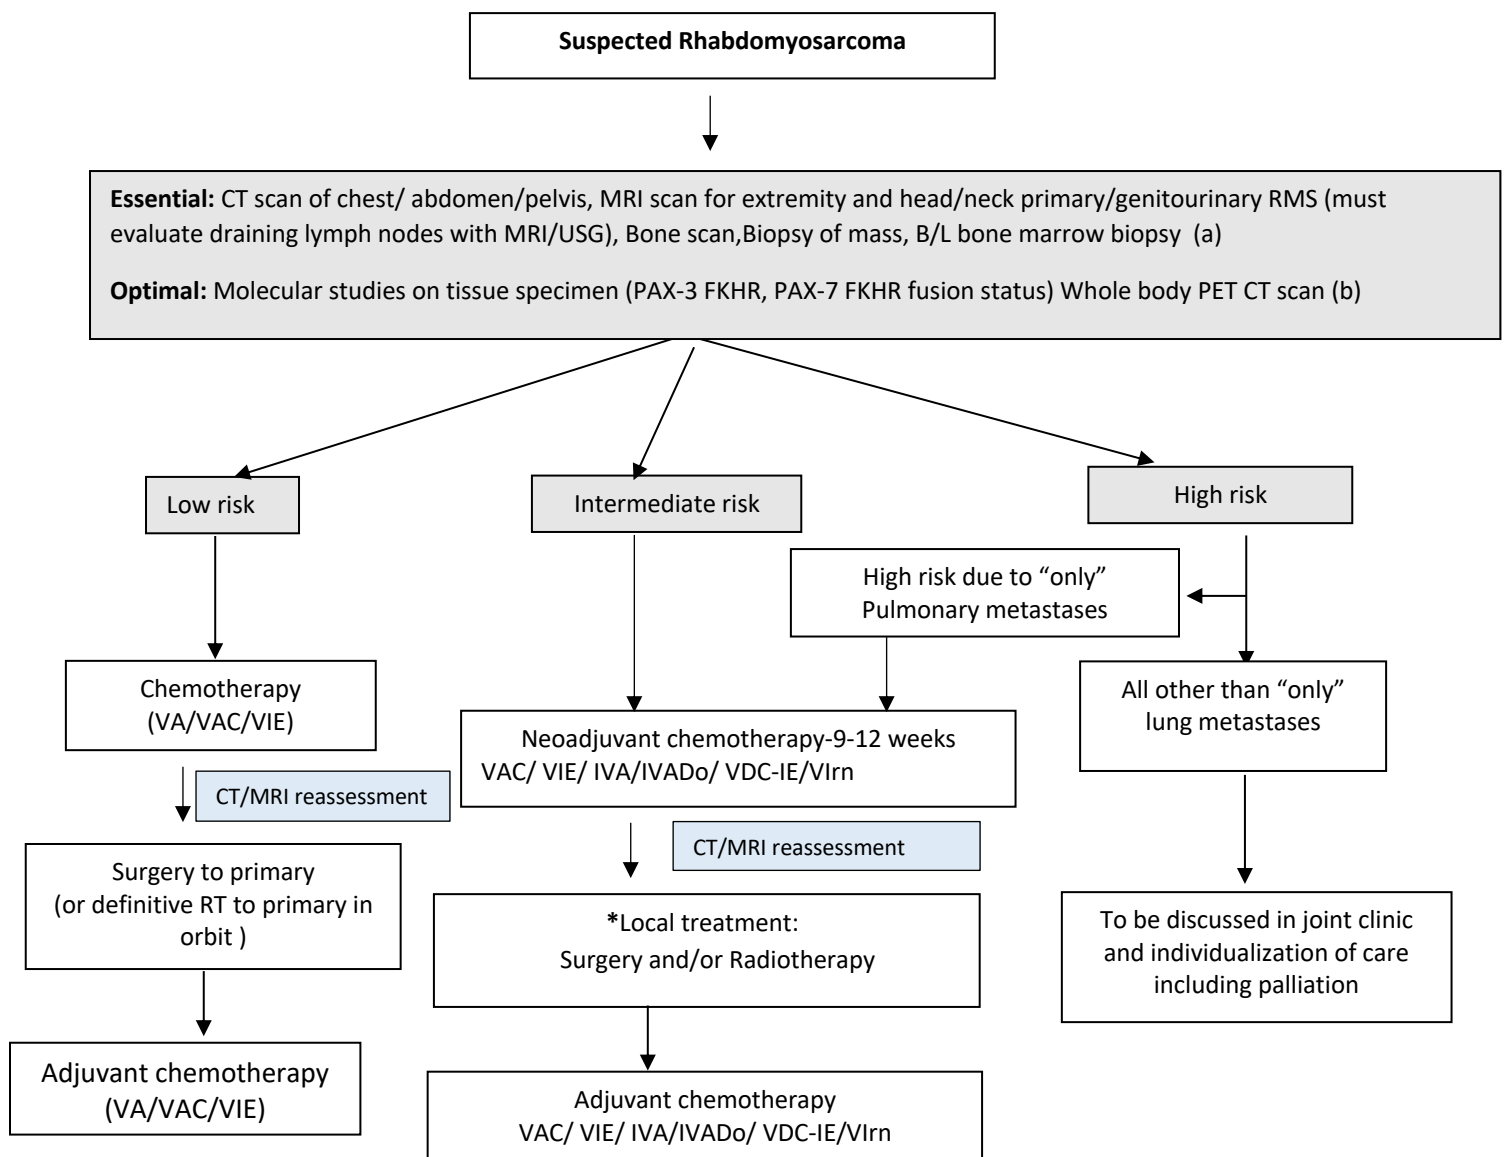 Suspected Rhabdomyosarcoma
Essential: CT scan of chest/ abdomen/pelvis, MRI scan for extremity and head/neck primary/genitourinary RMS (must
evaluate draining lymph nodes with MRI/USG), Bone scan,Biopsy of mass, B/L bone marrow biopsy (a)
Optimal: Molecular studies on tissue specimen (PAX-3 FKHR, PAX-7 FKHR fusion status) Whole body PET CT scan (b)
Low risk
Intermediate risk
High risk
High risk due to “only”
Pulmonary metastases
Chemotherapy
(VA/VAC/VIE)
All other than “only”
lung metastases
Neoadjuvant chemotherapy-9-12 weeks
VAC/ VIE/ IVA/IVADo/ VDC-IE/VIrn
CT/MRI reassessment
CT/MRI reassessment
Surgery to primary
(or definitive RT to primary in
orbit )
*Local treatment:
Surgery and/or Radiotherapy
To be discussed in joint clinic
and individualization of care
including palliation
Adjuvant chemotherapy
(VA/VAC/VIE)
Adjuvant chemotherapy
VAC/ VIE/ IVA/IVADo/ VDC-IE/VIrn